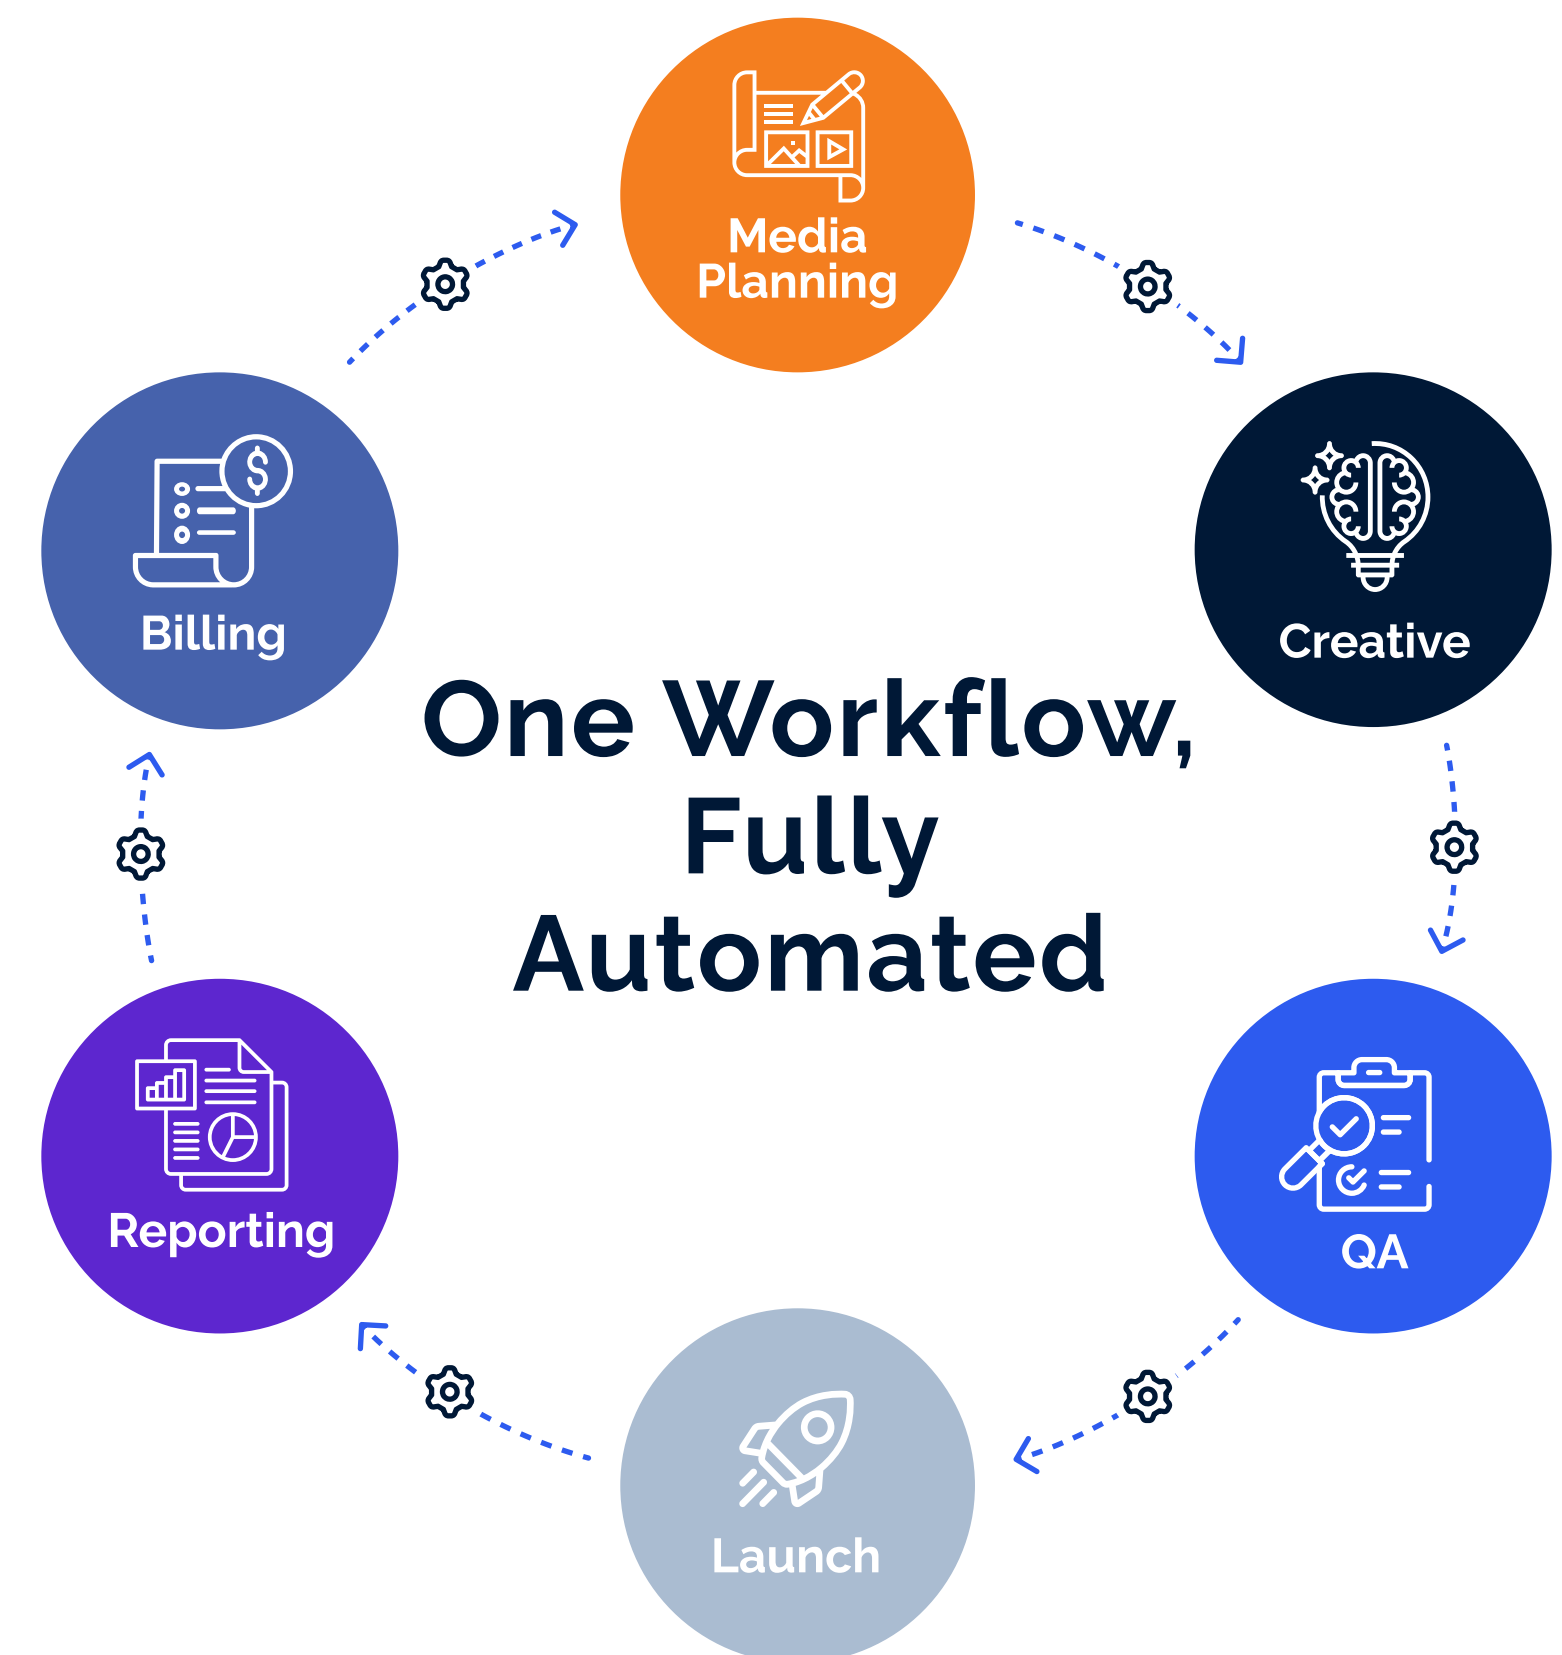 Media
Planning
Creative
QA
Launch
Reporting
Billing
$
One Workflow,
Fully
Automated